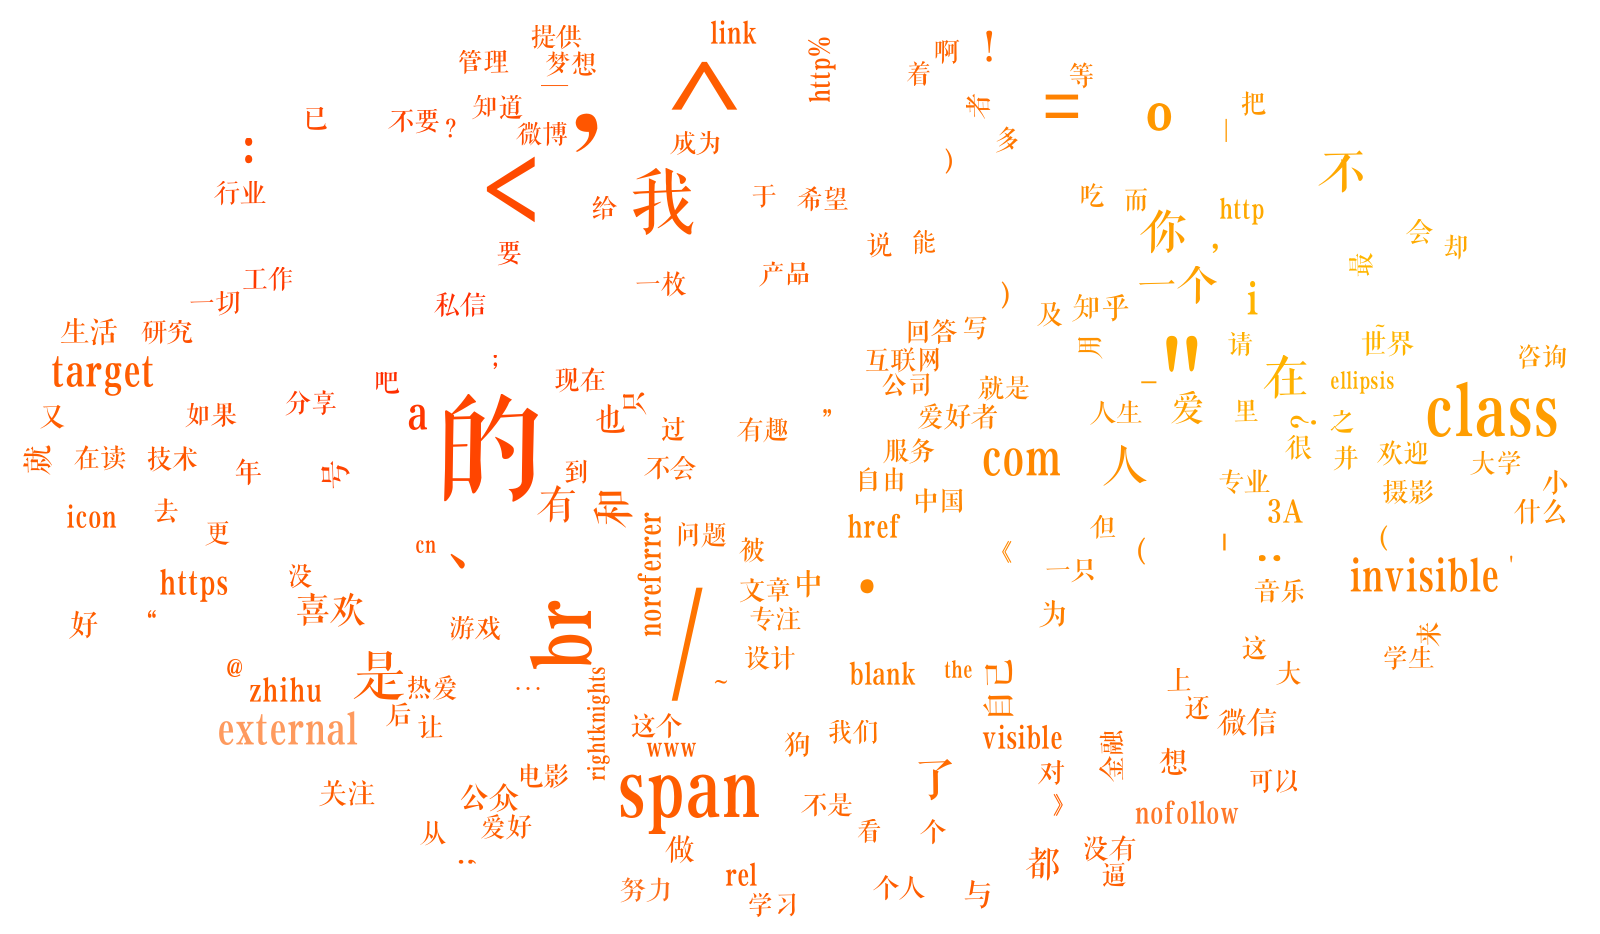 提供
link
管理
梦想
http%
啊
!
着
等
—
^
已
不要
?
知道
,
微博
成为
者
=
o
|
把
多
:
行业
<
给
我
于
希望
)
不
吃
而
http
你
,
会
却
要
说
能
最
工作
一切
一枚
产品
一个
i
私信
)
及
知乎
生活
研究
回答
写
用
"
请
~
世界
咨询
target
;
吧
现在
互联网
公司
就是
_
在
ellipsis
class
又
如果
分享
a
的
也
只
过
有趣
”
爱好者
人生
爱
里
?
之
就
在读
技术
年
号
到
不会
服务
com
人
很
并
欢迎
大学
自由
专业
摄影
小
icon
去
更
有
和
中国
3A
什么
cn
、
noreferrer
问题
被
href
《
但
(
|
..
(
invisible
'
https
没
喜欢
/
文章
中
·
一只
音乐
好
“
游戏
br
专注
为
来
@
zhihu
是
热爱
…
设计
~
blank
the
自己
这
大
学生
external
后
让
rightknights
这个
www
狗
我们
visible
上
还
微信
关注
电影
公众
span
了
对
金融
想
可以
从
爱好
不是
看
个
》
nofollow
做
都
没有
逼
努力
rel
学习
个人
与